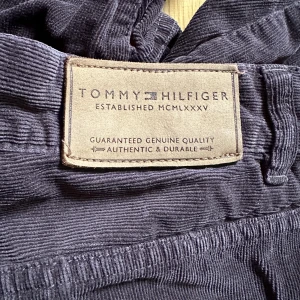 TOMMY HILFIGER
ESTABLISHED MCMLXXXV
GUARANTEED GENUINE QUALITY
AUTHENTIC & DURABLE